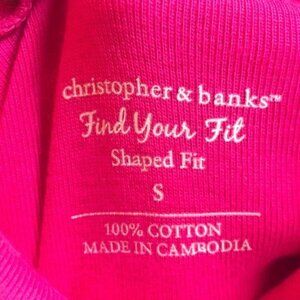 christopher & banks™
Find Your Fit
Shaped Fit
S
100% COTTON
MADE IN CAMBODIA